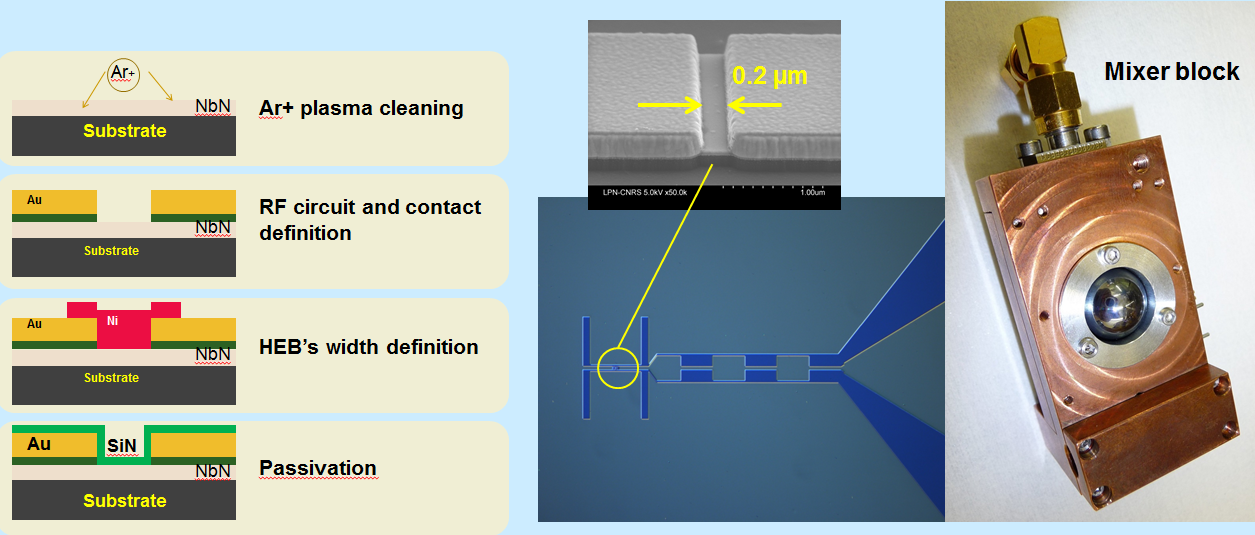 Ar+
NbN
Substrate
Ar+ plasma cleaning
Au
NbN
Substrate
RF circuit and contact
definition
Ni
Au
NbN
Substrate
HEB's width definition
Au
SiN
NbN
Substrate
Passivation
0.2 µm
LPN-CNRS 5.0kV x50.0k
1.00um
Mixer block